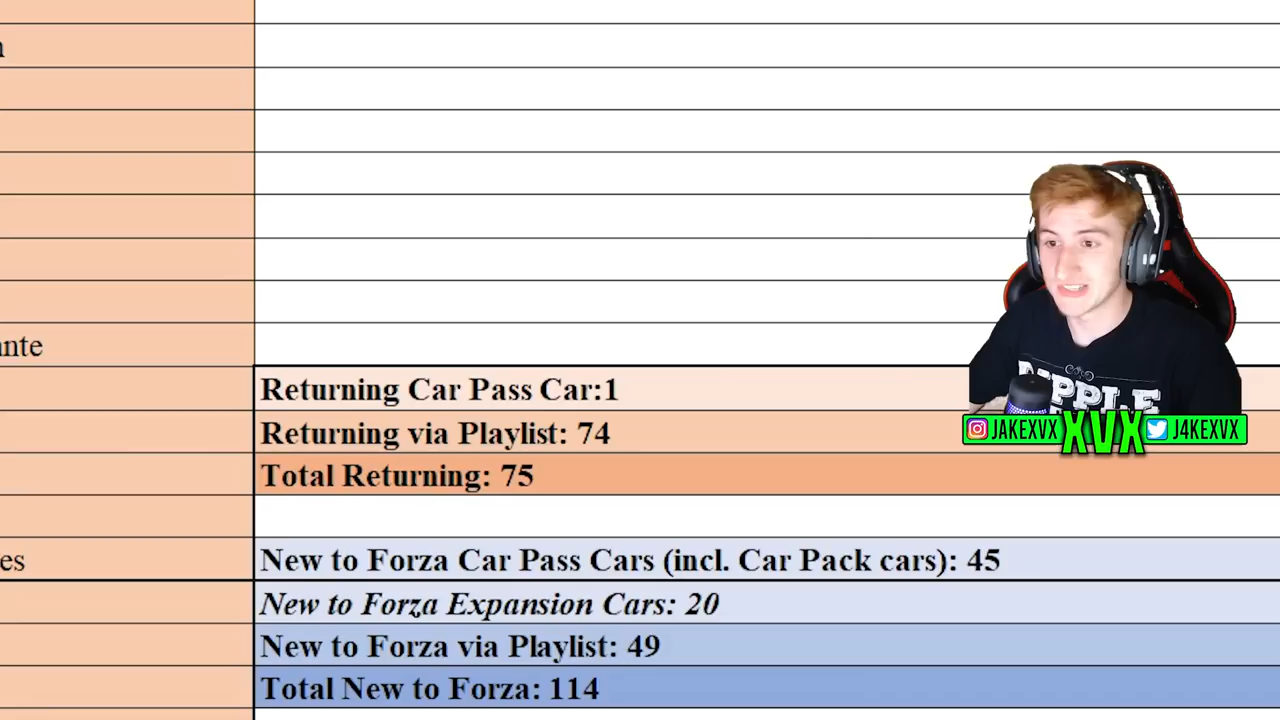 ante
Returning Car Pass Car:1
Returning via Playlist: 74
Total Returning: 75
es
New to Forza Car Pass Cars (incl. Car Pack cars): 45
New to Forza Expansion Cars: 20
New to Forza via Playlist: 49
Total New to Forza: 114
JAKEXVX XVX J4KEXVX